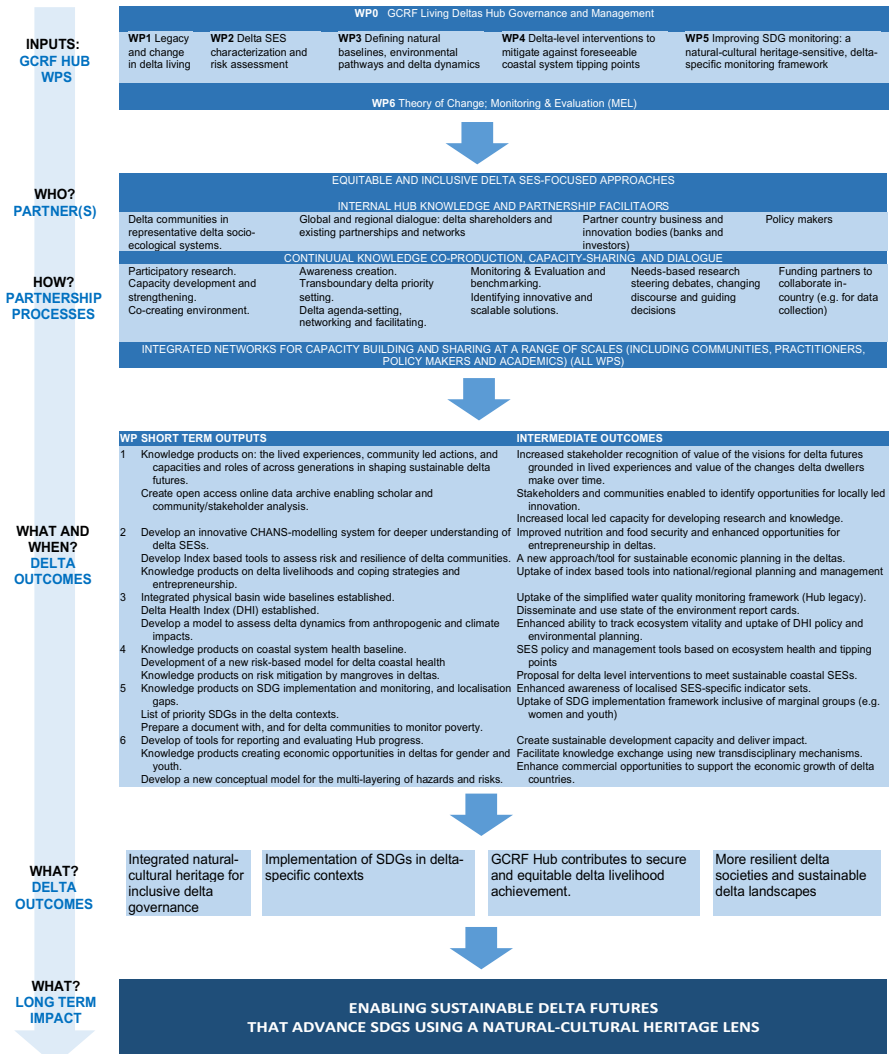 WP0 GCRF Living Deltas Hub Governance and Management
INPUTS:
GCRF HUB
WPS
WP1 Legacy
and change
in delta living
WP2 Delta SES
characterization and
risk assessment
WP3 Defining natural
baselines, environmental
pathways and delta dynamics
WP4 Delta-level interventions to
mitigate against foreseeable
coastal system tipping points
WP5 Improving SDG monitoring: a
natural-cultural heritage-sensitive, delta-
specific monitoring framework
WP6 Theory of Change; Monitoring & Evaluation (MEL)
WHO?
PARTNER(S)
EQUITABLE AND INCLUSIVE DELTA SES-FOCUSED APPROACHES
INTERNAL HUB KNOWLEDGE AND PARTNERSHIP FACILITAORS
Delta communities in
representative delta socio-
ecological systems.
Global and regional dialogue: delta shareholders and
existing partnerships and networks
Partner country business and
innovation bodies (banks and
investors)
Policy makers
HOW?
PARTNERSHIP
PROCESSES
CONTINUUAL KNOWLEDGE CO-PRODUCTION, CAPACITY-SHARING AND DIALOGUE
Participatory research.
Capacity development and
strengthening.
Co-creating environment.
Awareness creation.
Transboundary delta priority
setting.
Delta agenda-setting,
networking and facilitating.
Monitoring & Evaluation and
benchmarking.
Identifying innovative and
scalable solutions.
Needs-based research
steering debates, changing
discourse and guiding
decisions
Funding partners to
collaborate in-
country (e.g. for data
collection)
INTEGRATED NETWORKS FOR CAPACITY BUILDING AND SHARING AT A RANGE OF SCALES (INCLUDING COMMUNITIES, PRACTITIONERS,
POLICY MAKERS AND ACADEMICS) (ALL WPS)
WHAT AND
WHEN?
DELTA
OUTCOMES
WP SHORT TERM OUTPUTS
INTERMEDIATE OUTCOMES
1 Knowledge products on: the lived experiences, community led actions, and
capacities and roles of across generations in shaping sustainable delta
futures.
Create open access online data archive enabling scholar and
community/stakeholder analysis.
Increased stakeholder recognition of value of the visions for delta futures
grounded in lived experiences and value of the changes delta dwellers
make over time.
Stakeholders and communities enabled to identify opportunities for locally led
innovation.
Increased local led capacity for developing research and knowledge.
2 Develop an innovative CHANS-modelling system for deeper understanding of
delta SESs.
Develop Index based tools to assess risk and resilience of delta communities.
Knowledge products on delta livelihoods and coping strategies and
entrepreneurship.
Improved nutrition and food security and enhanced opportunities for
entrepreneurship in deltas.
A new approach/tool for sustainable economic planning in the deltas.
Uptake of index based tools into national/regional planning and management
3 Integrated physical basin wide baselines established.
Delta Health Index (DHI) established.
Develop a model to assess delta dynamics from anthropogenic and climate
impacts.
Uptake of the simplified water quality monitoring framework (Hub legacy).
Disseminate and use state of the environment report cards.
Enhanced ability to track ecosystem vitality and uptake of DHI policy and
environmental planning.
4 Knowledge products on coastal system health baseline.
Development of a new risk-based model for delta coastal health
Knowledge products on risk mitigation by mangroves in deltas.
SES policy and management tools based on ecosystem health and tipping
points
Proposal for delta level interventions to meet sustainable coastal SESs.
5 Knowledge products on SDG implementation and monitoring, and localisation
gaps.
List of priority SDGs in the delta contexts.
Prepare a document with, and for delta communities to monitor poverty.
Enhanced awareness of localised SES-specific indicator sets.
Uptake of SDG implementation framework inclusive of marginal groups (e.g.
women and youth)
6 Develop of tools for reporting and evaluating Hub progress.
Knowledge products creating economic opportunities in deltas for gender and
youth.
Develop a new conceptual model for the multi-layering of hazards and risks.
Create sustainable development capacity and deliver impact.
Facilitate knowledge exchange using new transdisciplinary mechanisms.
Enhance commercial opportunities to support the economic growth of delta
countries.
WHAT?
DELTA
OUTCOMES
Integrated natural-
cultural heritage for
inclusive delta
governance
Implementation of SDGs in delta-
specific contexts
GCRF Hub contributes to secure
and equitable delta livelihood
achievement.
More resilient delta
societies and sustainable
delta landscapes
WHAT?
LONG TERM
IMPACT
ENABLING SUSTAINABLE DELTA FUTURES
THAT ADVANCE SDGS USING A NATURAL-CULTURAL HERITAGE LENS